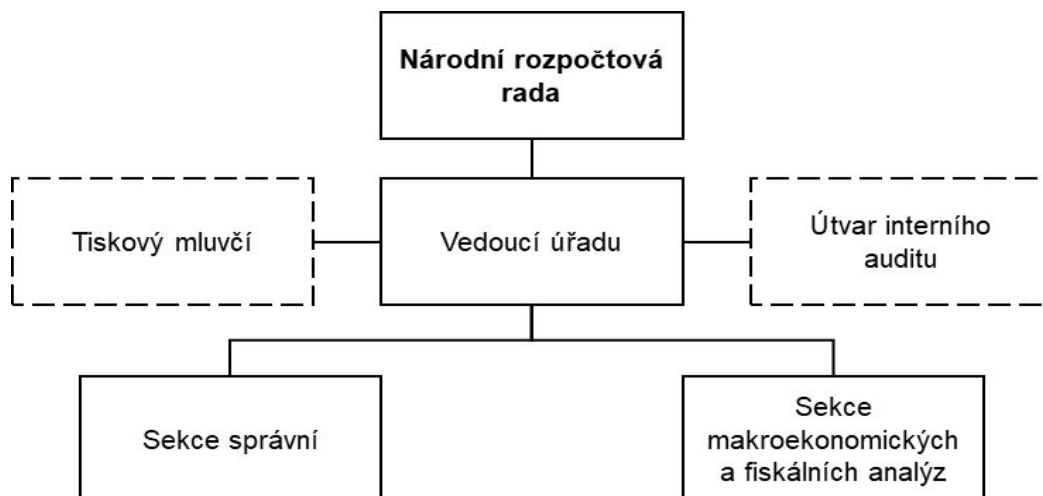 Národní rozpočtová
rada
Tiskový mluvčí
Vedoucí úřadu
Útvar interního
auditu
Sekce správní
Sekce
makroekonomických
a fiskálních analýz